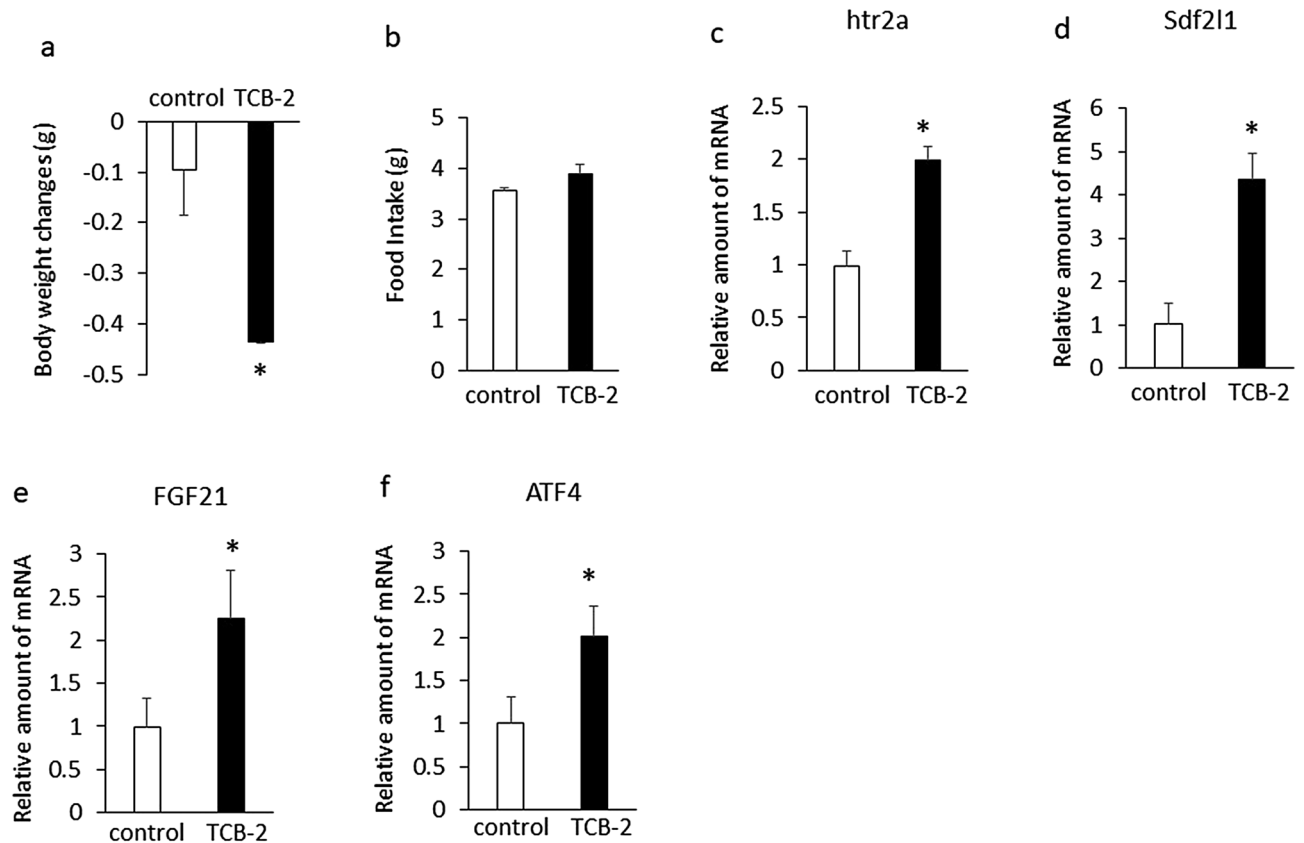 a
control TCB-2
Body weight changes (g)
0
-0.1
-0.2
-0.3
-0.4
-0.5
*
b
Food Intake (g)
5
4
3
2
1
0
control TCB-2
c
htr2a
Relative amount of mRNA
2.5
2
1.5
1
0.5
0
*
control TCB-2
d
Sdf2l1
Relative amount of mRNA
6
5
4
3
2
1
0
*
control TCB-2
e
FGF21
Relative amount of mRNA
3
2.5
2
1.5
1
0.5
0
*
control TCB-2
f
ATF4
Relative amount of mRNA
3
2.5
2
1.5
1
0.5
0
*
control TCB-2